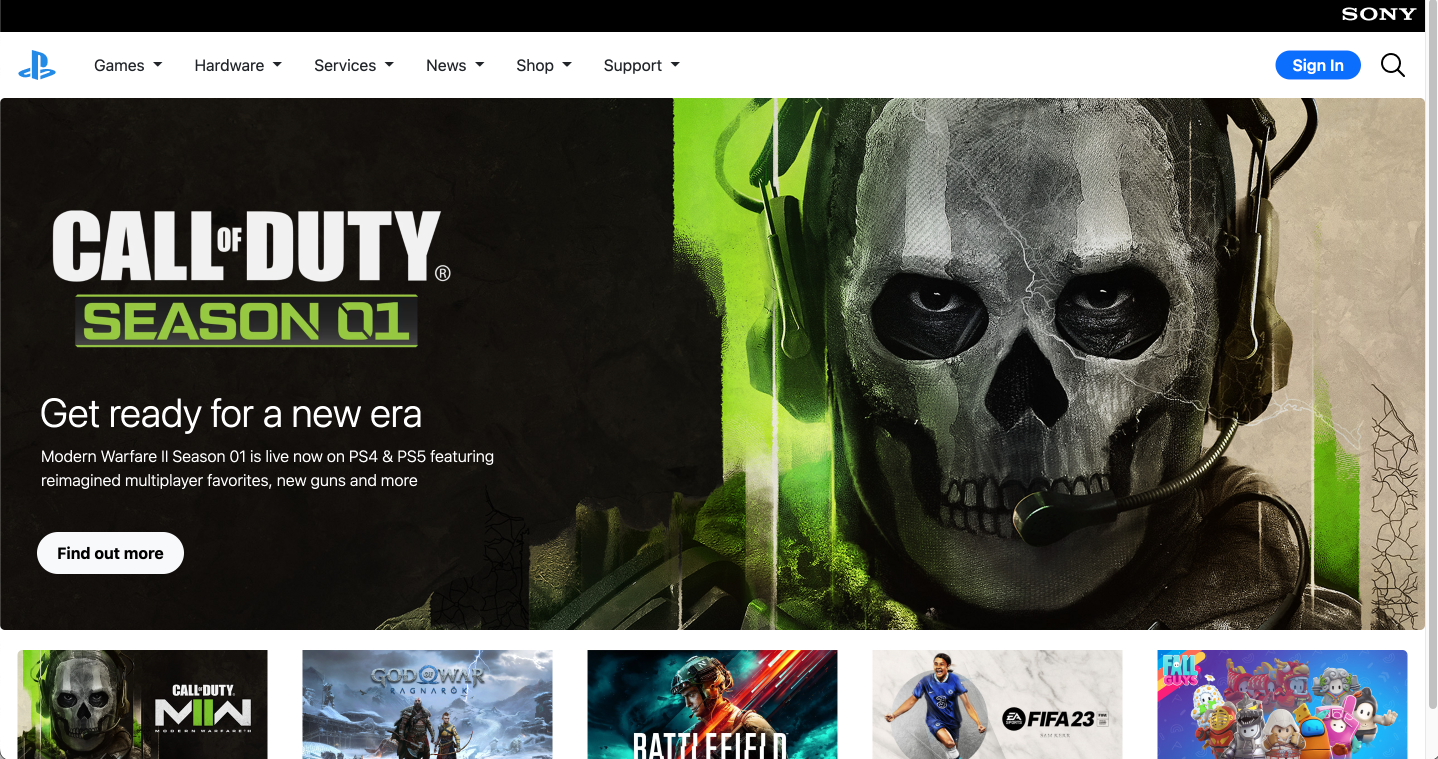 SONY
Games
Hardware
Services
News
Shop
Support
Sign In
CALL OF DUTY®
SEASON 01
Get ready for a new era
Modern Warfare II Season 01 is live now on PS4 & PS5 featuring
reimagined multiplayer favorites, new guns and more
Find out more
CALL OF DUTY
MWII
MODERN WARFARE II
GOD OF WAR
RAGNARÖK
BATTLEFIELD
EA SPORTS
FIFA 23
FALL GUYS